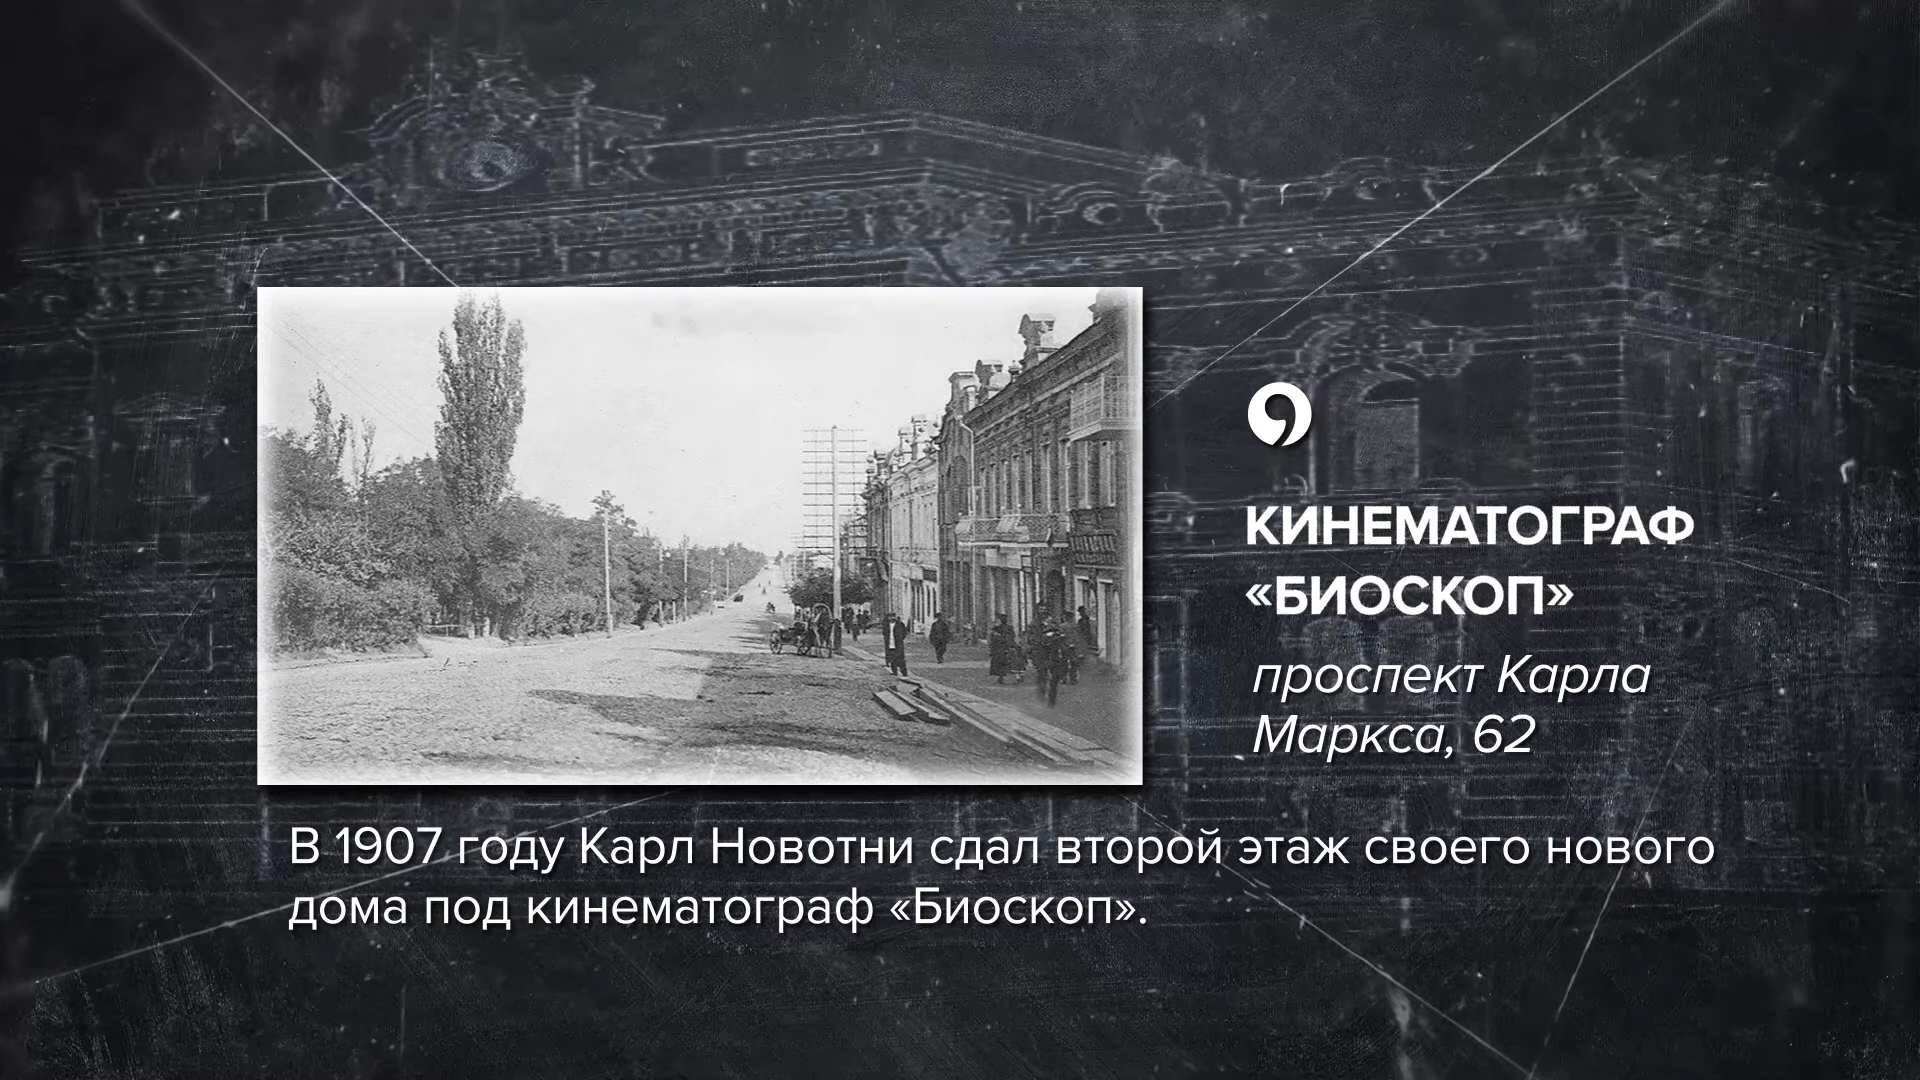 КИНЕМАТОГРАФ
«БИОСКОП»
проспект Карла
Маркса, 62
В 1907 году Карл Новотни сдал второй этаж своего нового
дома под кинематограф «Биоскоп».